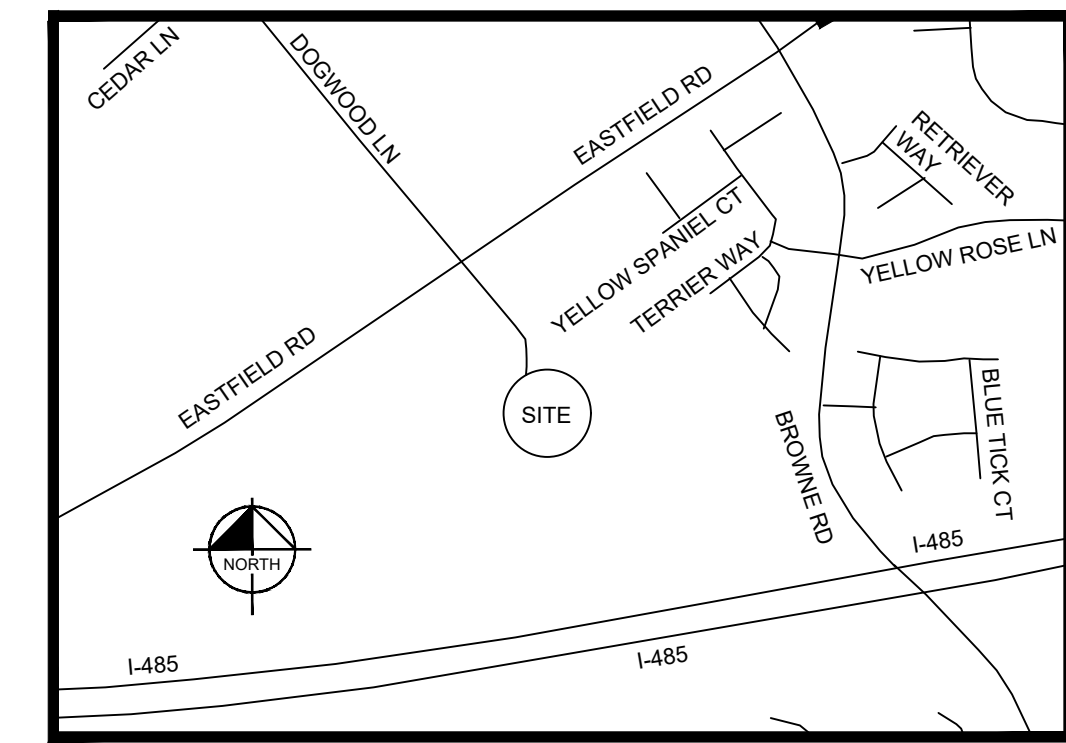 CEDAR LN
DOGWOOD LN
EASTFIELD RD
RETRIEVER
WAY
YELLOW SPANIEL CT
TERRIER WAY
YELLOW ROSE LN
EASTFIELD RD
SITE
BLUE TICK CT
BROWNE RD
NORTH
I-485
I-485
I-485